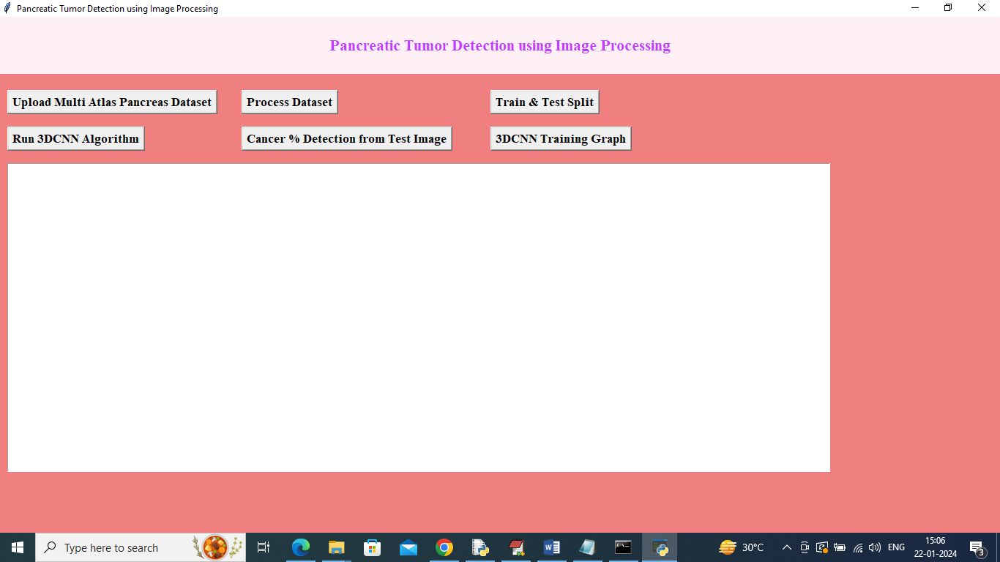 Pancreatic Tumor Detection using Image Processing
Pancreatic Tumor Detection using Image Processing
Upload Multi Atlas Pancreas Dataset Process Dataset Train & Test Split
Run 3DCNN Algorithm Cancer % Detection from Test Image 3DCNN Training Graph
Type here to search 30°C ENG 15:06
22-01-2024 3